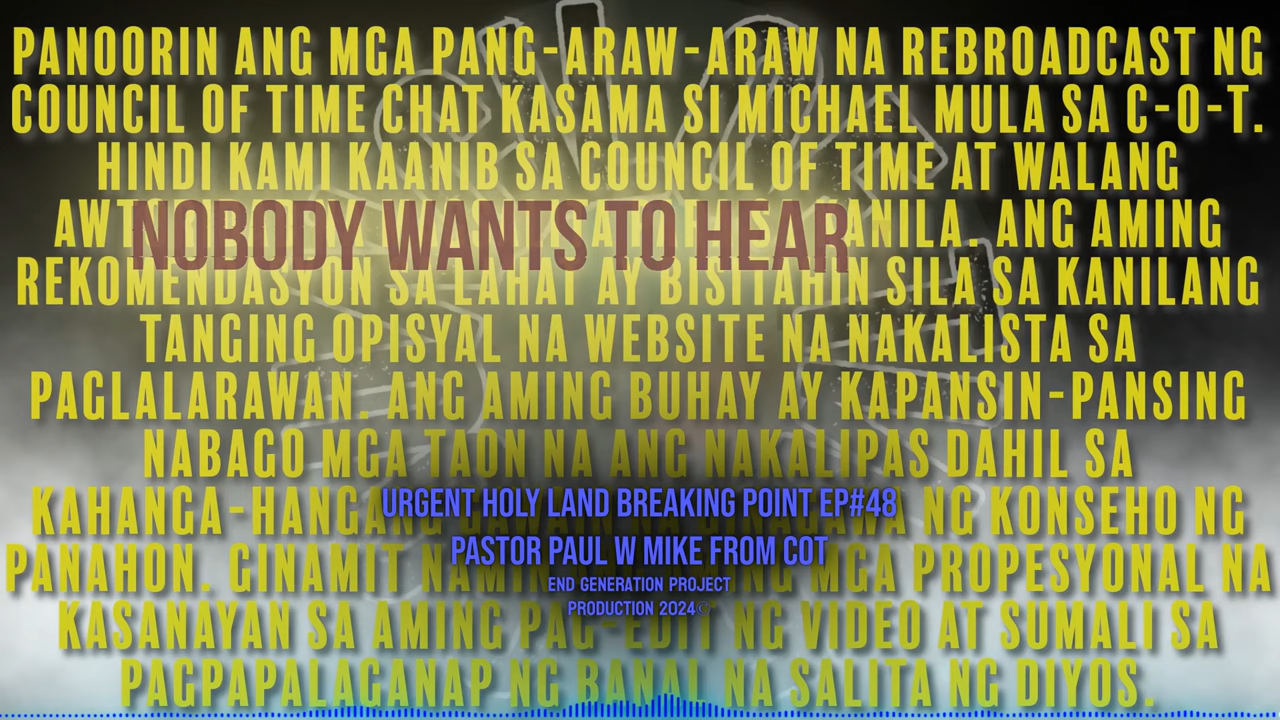 PANOORIN ANG MGA PANG-ARAW-ARAW NA REBROADCAST NG
COUNCIL OF TIME CHAT KASAMA SI MICHAEL MULA SA C-O-T.
HINDI KAMI KAANIB SA COUNCIL OF TIME AT WALANG
ANG AMING
NOBODY WANTS TO HEAR
REKOMENDASYON SA LAHAT AY BISITAHIN SILA SA KANILANG
TANGING OPISYAL NA WEBSITE NA NAKALISTA SA
PAGLALARAWAN. ANG AMING BUHAY AY KAPANSIN-PANSING
NABAGO MGA TAON NA ANG NAKALIPAS DAHIL SA
KAHANGA-HANGANG NG KONSEHO NG
URGENT HOLY LAND BREAKING POINT EP#48
PANAHON. GINAMIT MGA PROPESYONAL NA
PASTOR PAUL W MIKE FROM COT
END GENERATION PROJECT
PRODUCTION 2024©
KASANAYAN SA AMING PAG-EDIT NG VIDEO AT SUMALI SA
PAGPAPALAGANAP NG BANAL NA SALITA NG DIYOS.